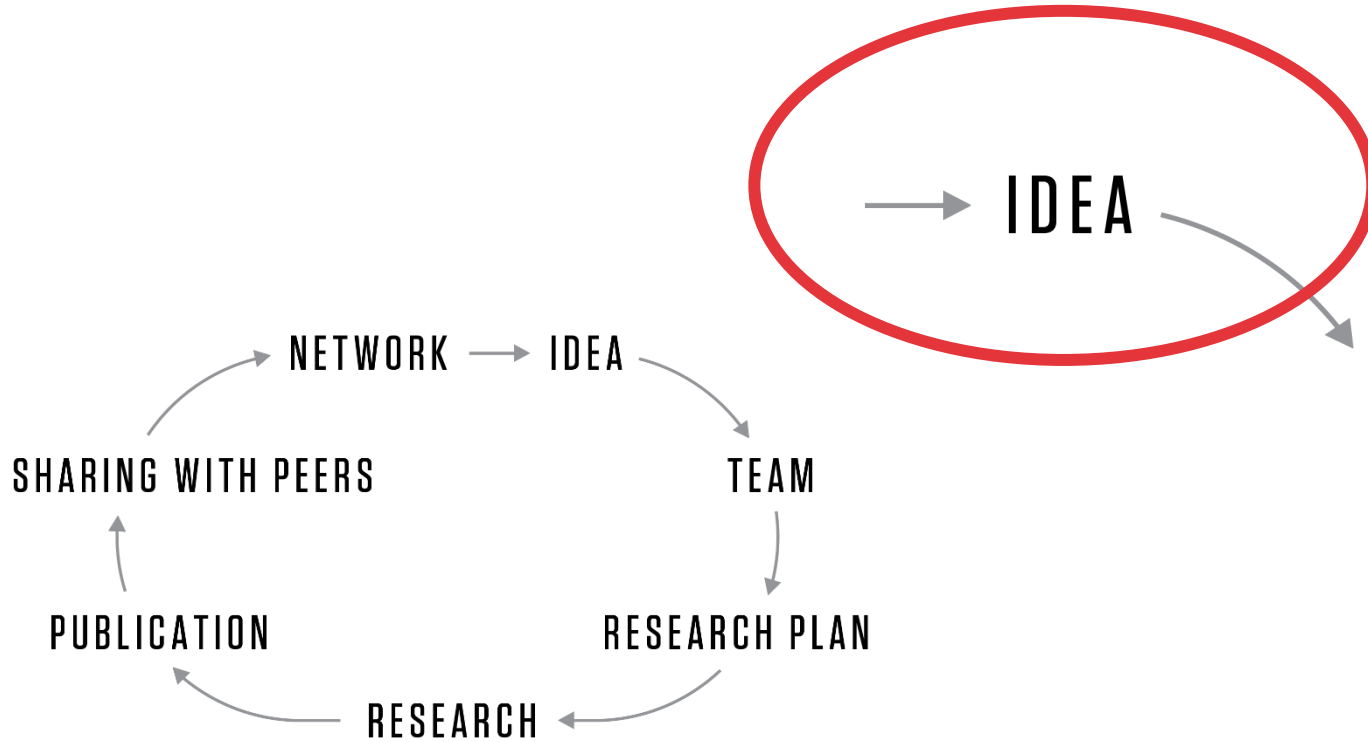 IDEA
NETWORK
IDEA
SHARING WITH PEERS
TEAM
PUBLICATION
RESEARCH PLAN
RESEARCH